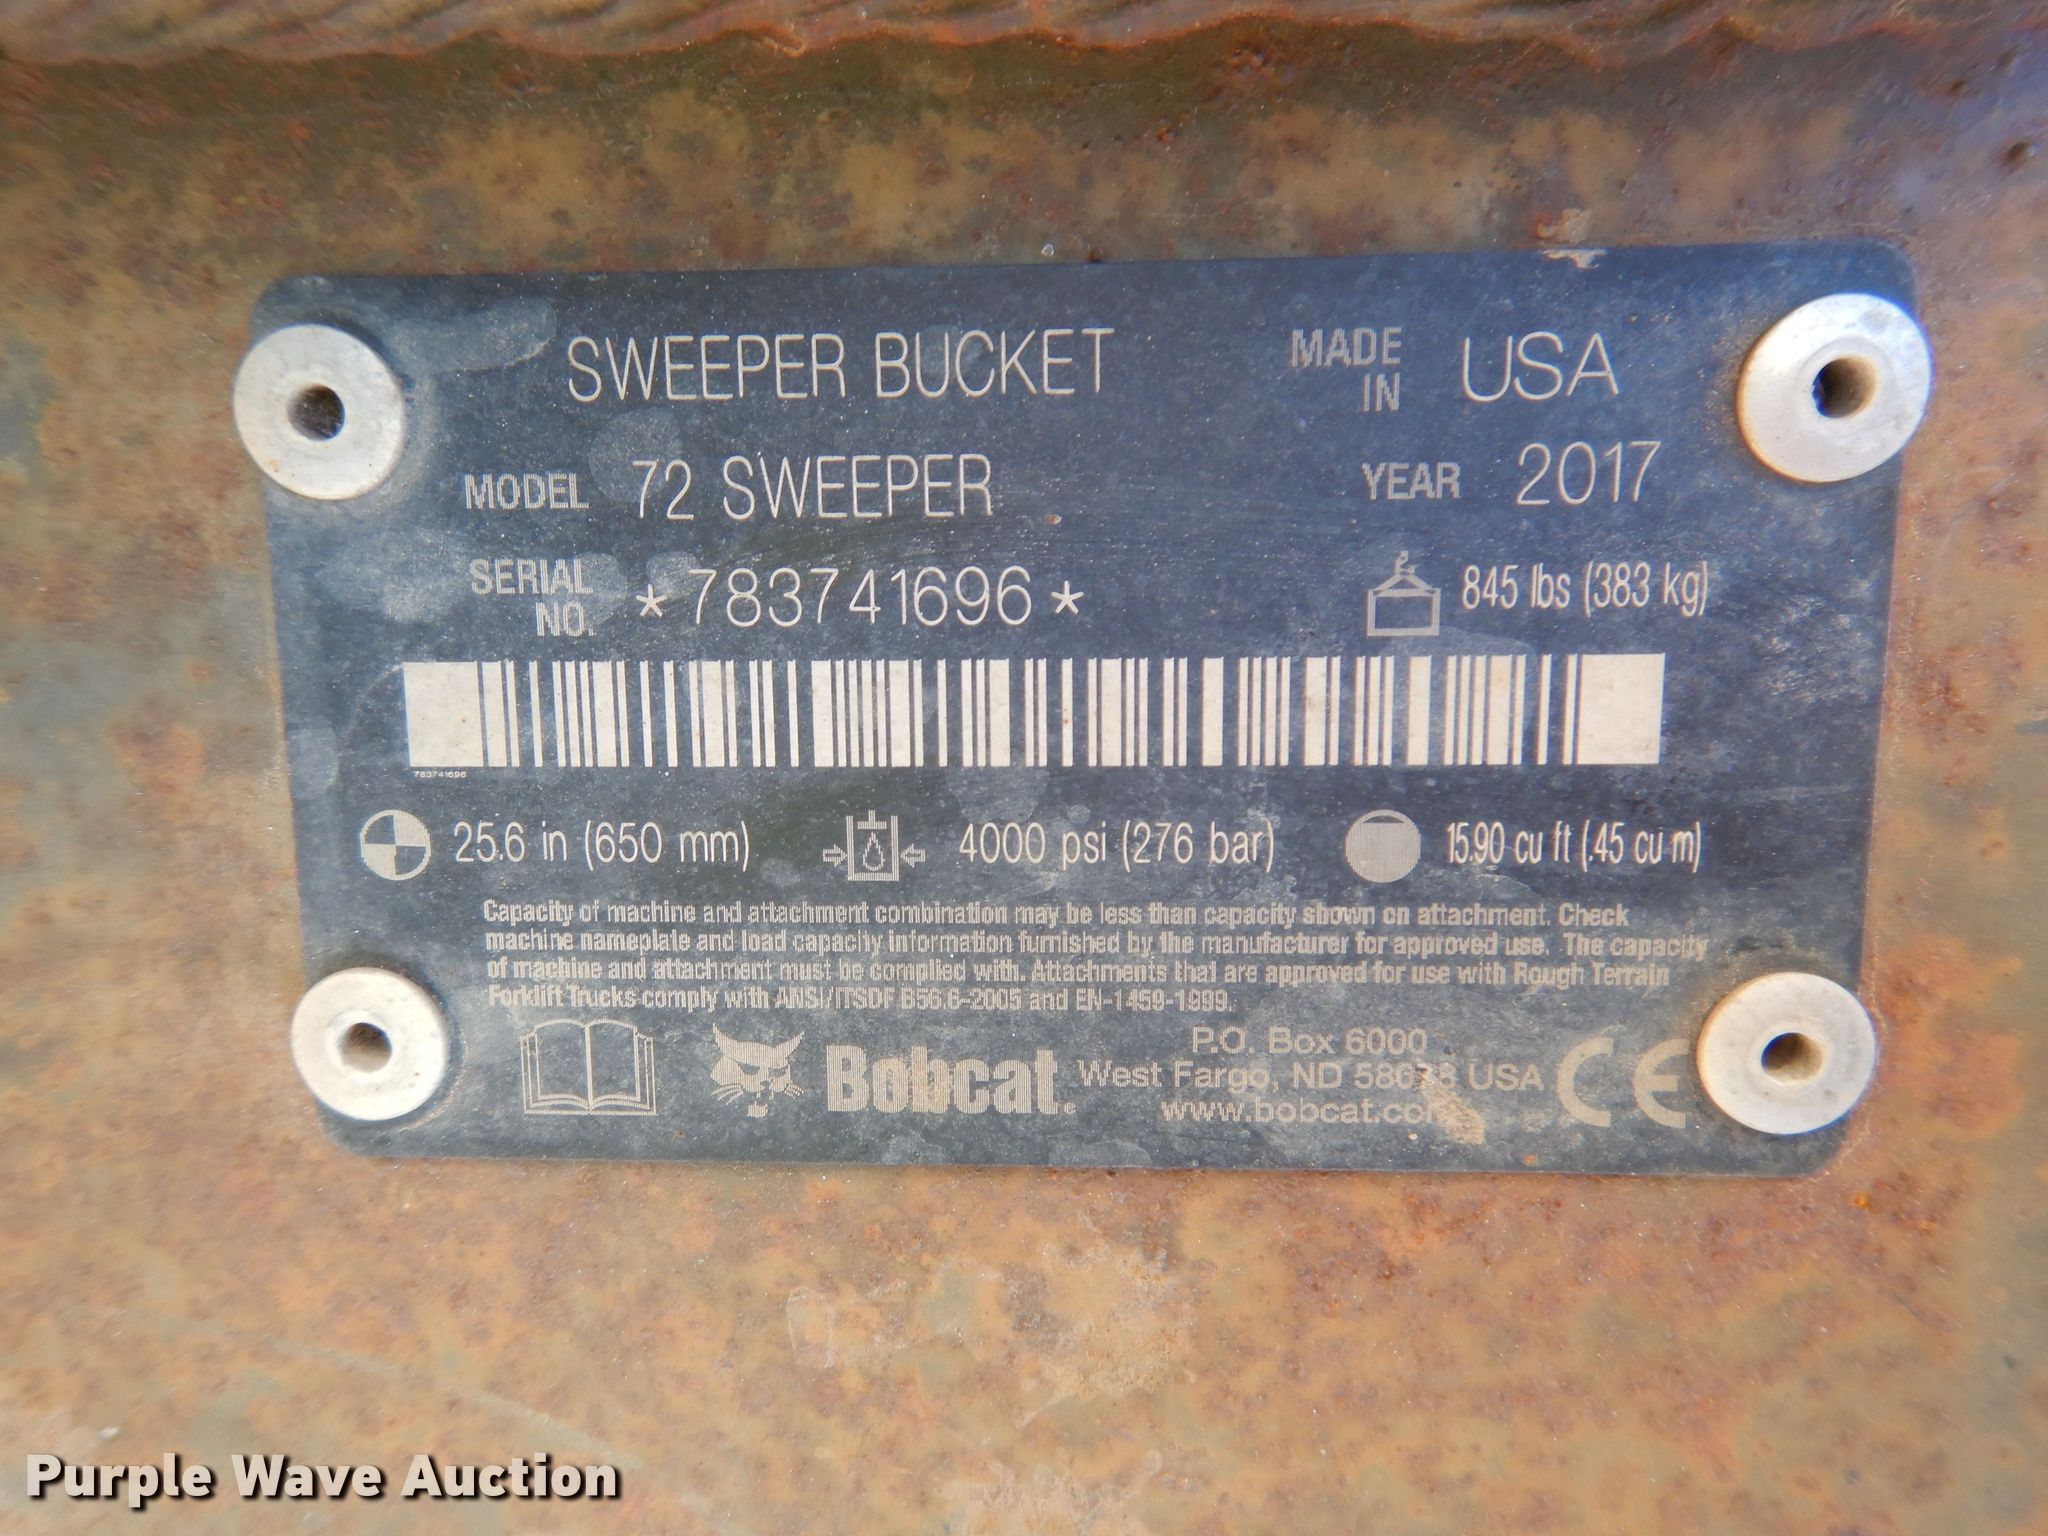 SWEEPER BUCKET MADE IN USA
MODEL 72 SWEEPER YEAR 2017
SERIAL NO. *783741696* 845 lbs (383 kg)
783741696
25.6 in (650 mm) 4000 psi (276 bar) 15.90 cu ft (.45 cu m)
Capacity of machine and attachment combination may be less than capacity shown on attachment. Check
machine nameplate and load capacity information furnished by the manufacturer for approved use. The capacity
of machine and attachment must be complied with. Attachments that are approved for use with Rough Terrain
Forklift Trucks comply with ANSI/ITSDF B56.6-2005 and EN-1459-1999.
Bobcat®
P.O. Box 6000
West Fargo, ND 58078 USA
www.bobcat.com
CE
Purple Wave Auction